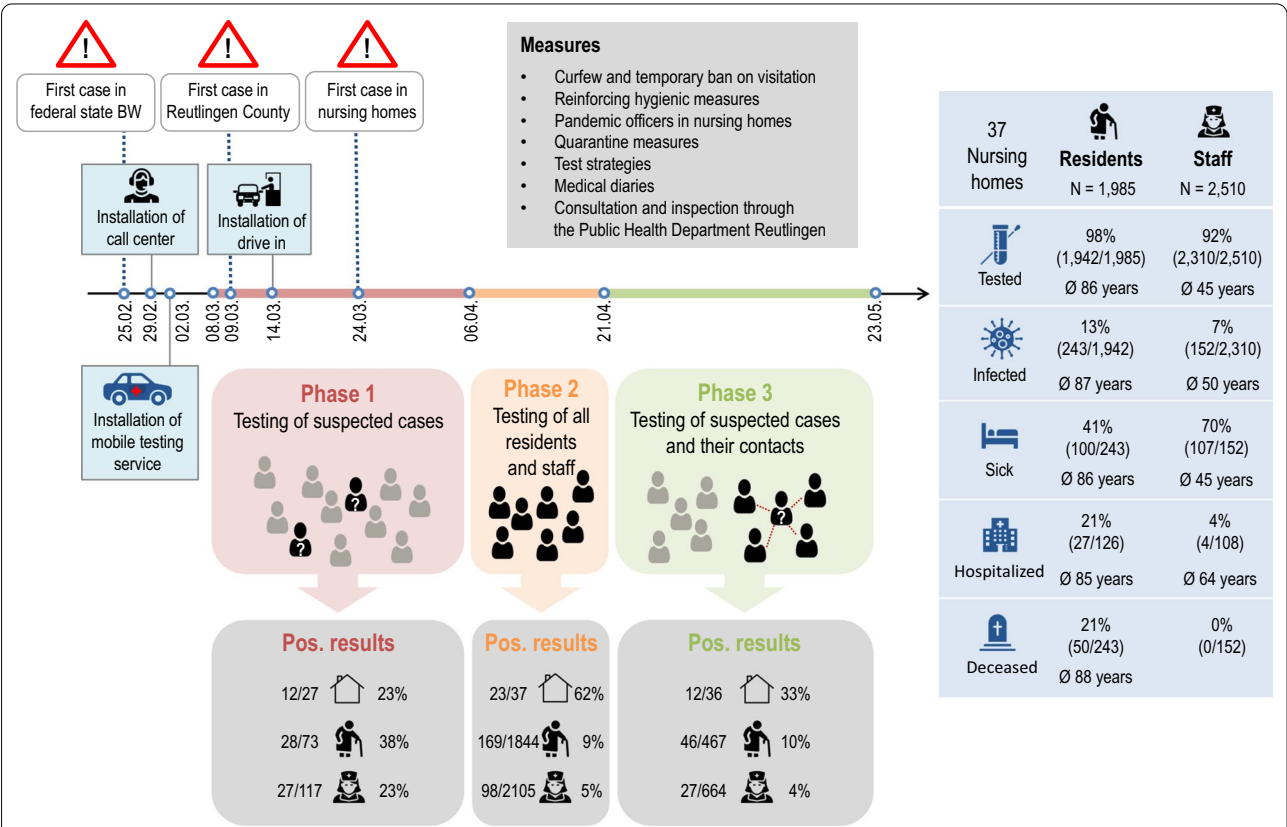 !
!
!
First case in
federal state BW
First case in
Reutlingen County
First case in
nursing homes
Installation of
call center
Installation of
drive in
Measures
• Curfew and temporary ban on visitation
• Reinforcing hygienic measures
• Pandemic officers in nursing homes
• Quarantine measures
• Test strategies
• Medical diaries
• Consultation and inspection through
the Public Health Department Reutlingen
25.02.
29.02.
02.03.
08.03.
09.03.
14.03.
24.03.
06.04.
21.04.
23.05.
Installation of
mobile testing
service
Phase 1
Testing of suspected cases
?
?
Phase 2
Testing of all
residents
and staff
Phase 3
Testing of suspected cases
and their contacts
?
Pos. results
12/27 23%
28/73 38%
27/117 23%
Pos. results
23/37 62%
169/1844 9%
98/2105 5%
Pos. results
12/36 33%
46/467 10%
27/664 4%
37
Nursing
homes
Residents
N = 1,985
Staff
N = 2,510
Tested
98%
(1,942/1,985)
Ø 86 years
92%
(2,310/2,510)
Ø 45 years
Infected
13%
(243/1,942)
Ø 87 years
7%
(152/2,310)
Ø 50 years
Sick
41%
(100/243)
Ø 86 years
70%
(107/152)
Ø 45 years
Hospitalized
21%
(27/126)
Ø 85 years
4%
(4/108)
Ø 64 years
Deceased
21%
(50/243)
Ø 88 years
0%
(0/152)